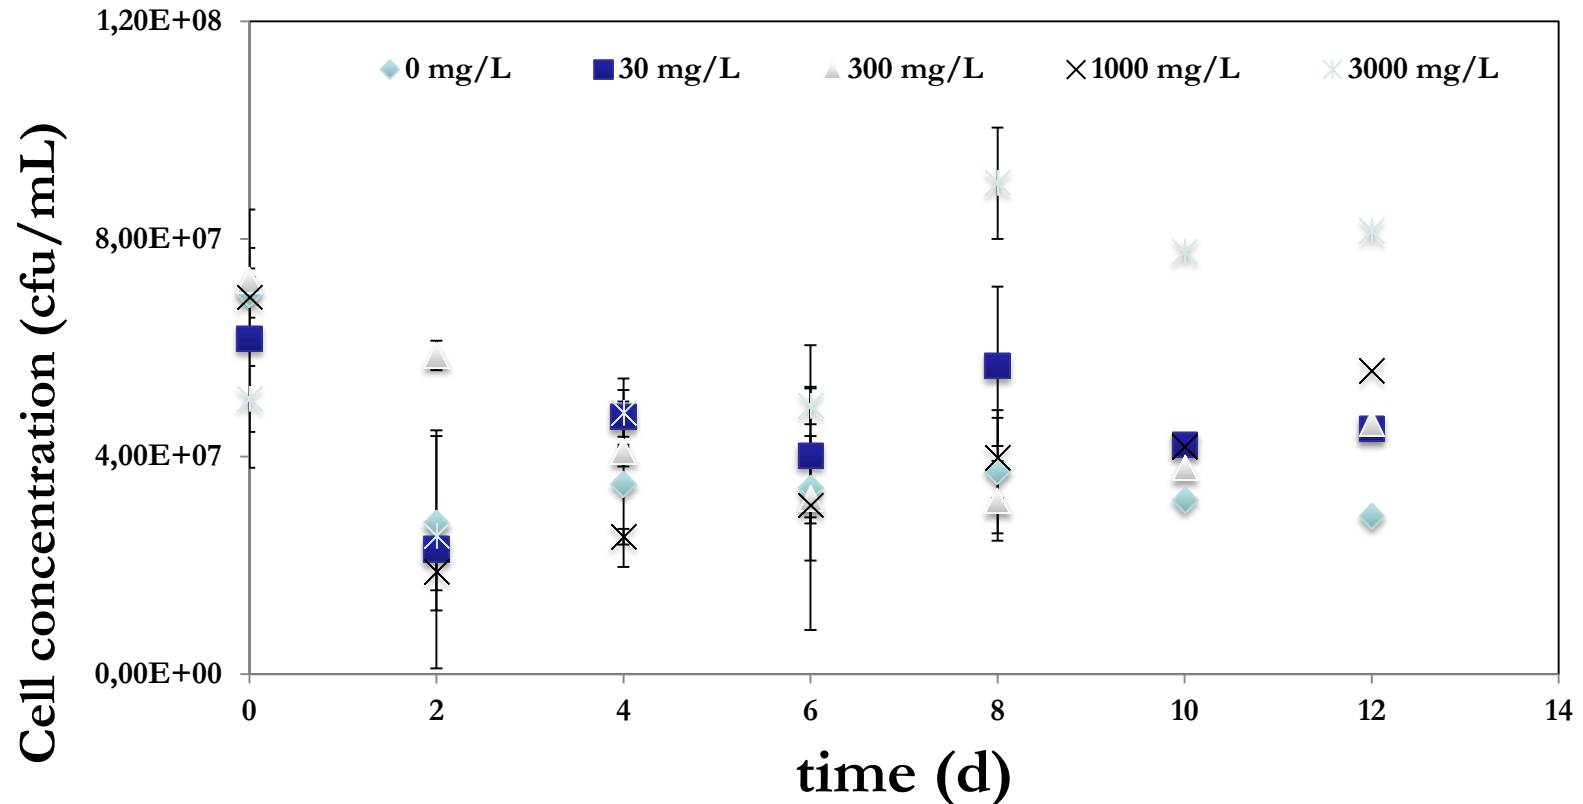 1,20E+08
0 mg/L 30 mg/L 300 mg/L 1000 mg/L 3000 mg/L
8,00E+07
4,00E+07
0,00E+00
0 2 4 6 8 10 12 14
time (d)
Cell concentration (cfu/mL)